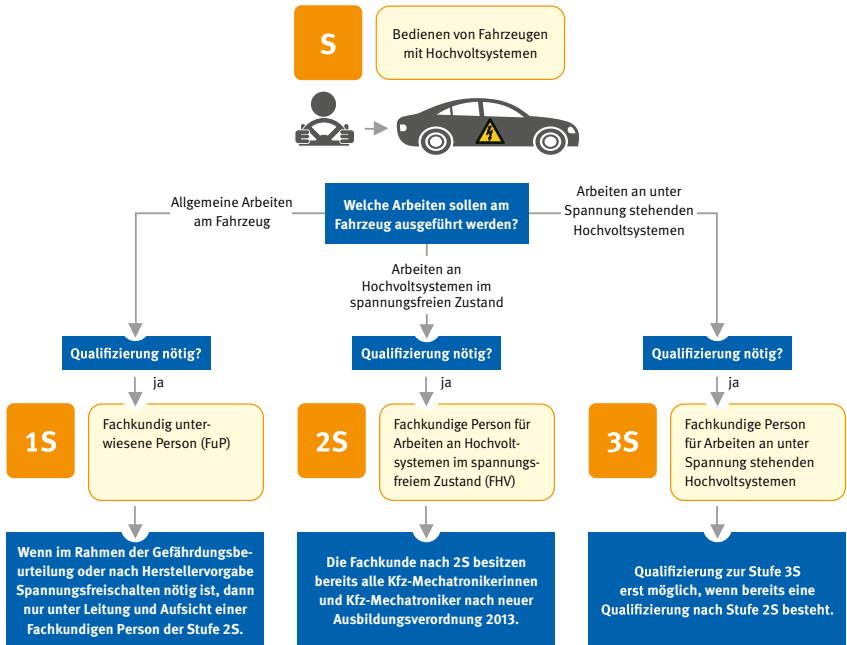 S
Bedienen von Fahrzeugen
mit Hochvoltsystemen
Welche Arbeiten sollen am
Fahrzeug ausgeführt werden?
Allgemeine Arbeiten
am Fahrzeug
Arbeiten an
Hochvoltsystemen im
spannungsfreien Zustand
Arbeiten an unter
Spannung stehenden
Hochvoltsystemen
Qualifizierung nötig?
ja
1S
Fachkundig unter-
wiesene Person (FuP)
Wenn im Rahmen der Gefährdungsbe-
urteilung oder nach Herstellervorgabe
Spannungsfreischalten nötig ist, dann
nur unter Leitung und Aufsicht einer
Fachkundigen Person der Stufe 2S.
Qualifizierung nötig?
ja
2S
Fachkundige Person für
Arbeiten an Hochvolt-
systemen im spannungs-
freiem Zustand (FHV)
Die Fachkunde nach 2S besitzen
bereits alle Kfz-Mechatronikerinnen
und Kfz-Mechatroniker nach neuer
Ausbildungsverordnung 2013.
Qualifizierung nötig?
ja
3S
Fachkundige Person
für Arbeiten an unter
Spannung stehenden
Hochvoltsystemen
Qualifizierung zur Stufe 3S
erst möglich, wenn bereits eine
Qualifizierung nach Stufe 2S besteht.